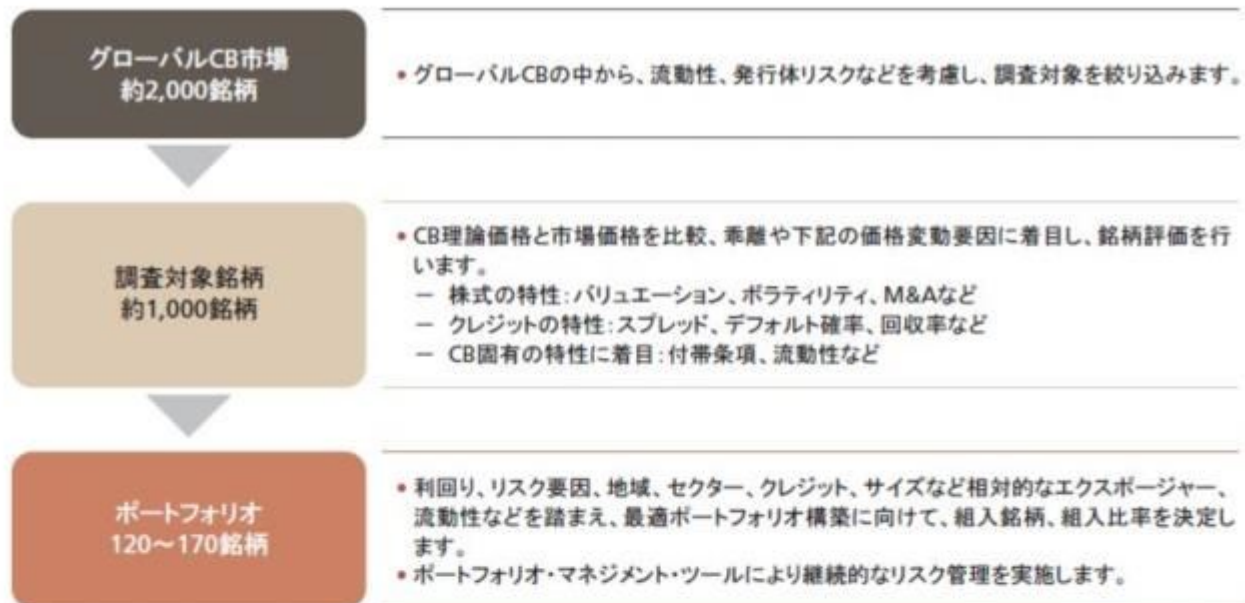 グローバルCB市場
約2,000銘柄
• グローバルCBの中から、流動性、発行体リスクなどを考慮し、調査対象を絞り込みます。
調査対象銘柄
約1,000銘柄
• CB理論価格と市場価格を比較、乖離や下記の価格変動要因に着目し、銘柄評価を行
います。
－ 株式の特性：バリュエーション、ボラティリティ、M&Aなど
－ クレジットの特性：スプレッド、デフォルト確率、回収率など
－ CB固有の特性に着目：付帯条項、流動性など
ポートフォリオ
120～170銘柄
• 利回り、リスク要因、地域、セクター、クレジット、サイズなど相対的なエクスポージャー、
流動性などを踏まえ、最適ポートフォリオ構築に向けて、組入銘柄、組入比率を決定し
ます。
• ポートフォリオ・マネジメント・ツールにより継続的なリスク管理を実施します。